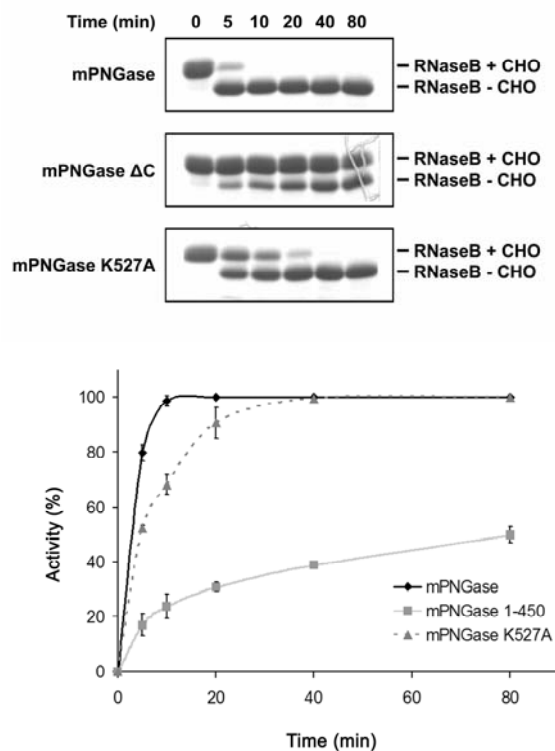 Time (min) 0 5 10 20 40 80
mPNGase
RNaseB + CHO
RNaseB - CHO
mPNGase ΔC
RNaseB + CHO
RNaseB - CHO
mPNGase K527A
RNaseB + CHO
RNaseB - CHO
100
80
60
40
20
0
Activity (%)
mPNGase
mPNGase 1-450
mPNGase K527A
0 20 40 60 80
Time (min)